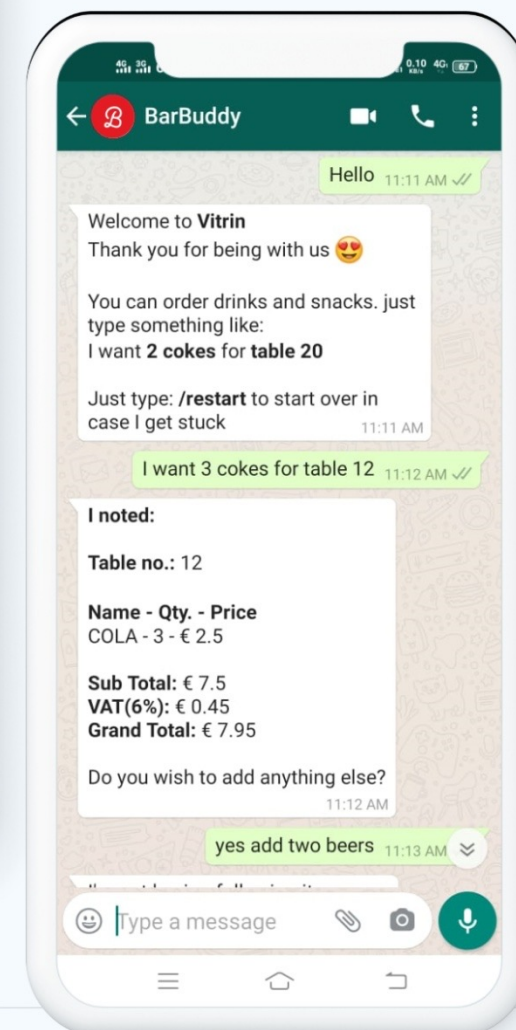 4G 3G
0.10 KB/s 4G 67
B BarBuddy
Hello 11:11 AM
Welcome to Vitrin
Thank you for being with us 😍
You can order drinks and snacks. just
type something like:
I want 2 cokes for table 20
Just type: /restart to start over in
case I get stuck 11:11 AM
I want 3 cokes for table 12 11:12 AM
I noted:
Table no.: 12
Name - Qty. - Price
COLA - 3 - € 2.5
Sub Total: € 7.5
VAT(6%): € 0.45
Grand Total: € 7.95
Do you wish to add anything else?
11:12 AM
yes add two beers 11:13 AM
Type a message